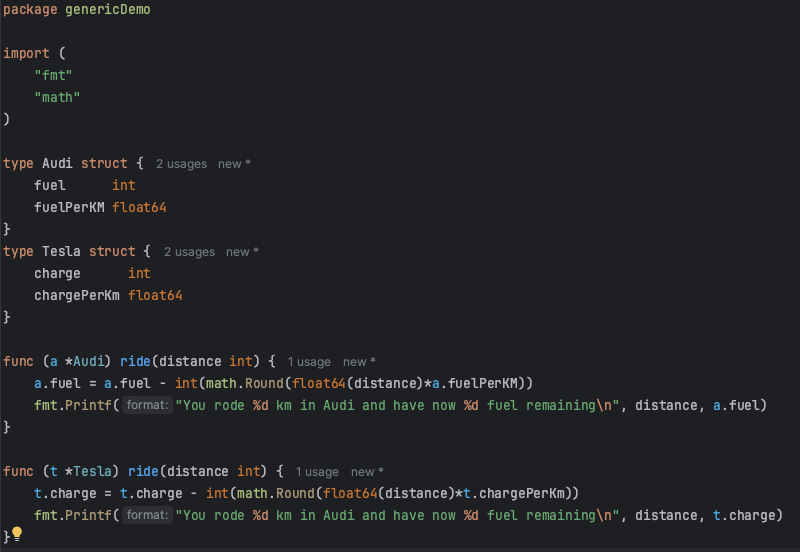 package genericDemo
import (
"fmt"
"math"
)
type Audi struct { 2 usages new *
fuel int
fuelPerKM float64
}
type Tesla struct { 2 usages new *
charge int
chargePerKm float64
}
func (a *Audi) ride(distance int) { 1 usage new *
a.fuel = a.fuel - int(math.Round(float64(distance)*a.fuelPerKM))
fmt.Printf( format: "You rode %d km in Audi and have now %d fuel remaining\n", distance, a.fuel)
}
func (t *Tesla) ride(distance int) { 1 usage new *
t.charge = t.charge - int(math.Round(float64(distance)*t.chargePerKm))
fmt.Printf( format: "You rode %d km in Audi and have now %d fuel remaining\n", distance, t.charge)
}